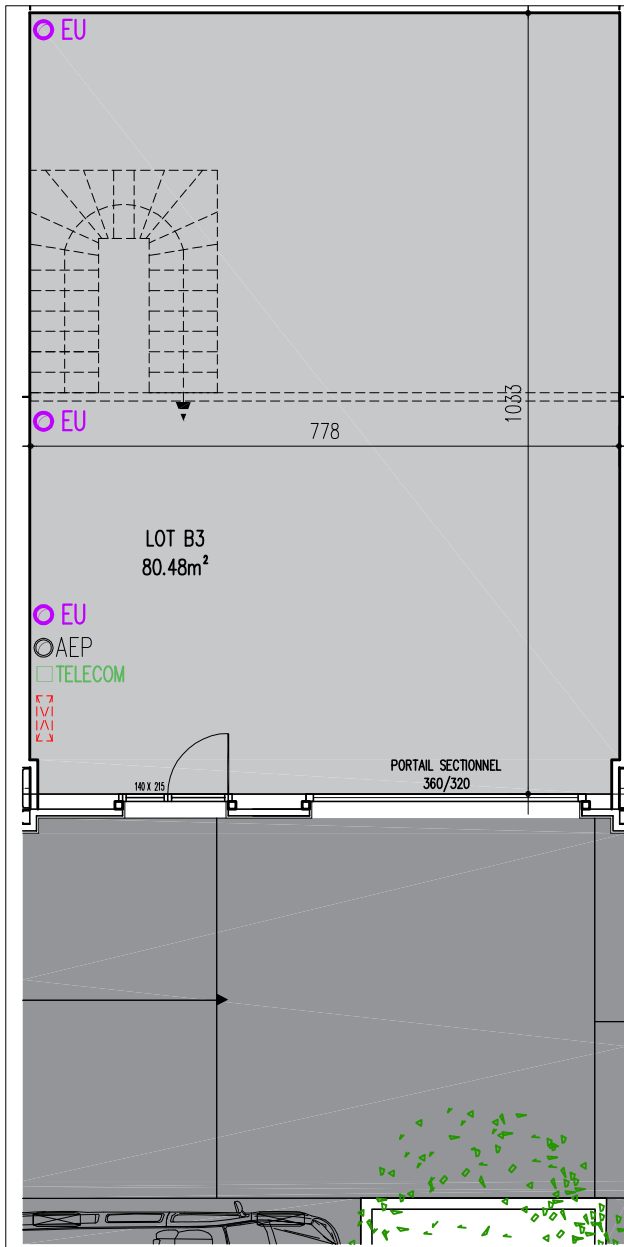 EU
1033
EU
778
LOT B3
80.48m²
EU
AEP
TELECOM
PORTAIL SECTIONNEL
360/320
140 X 215